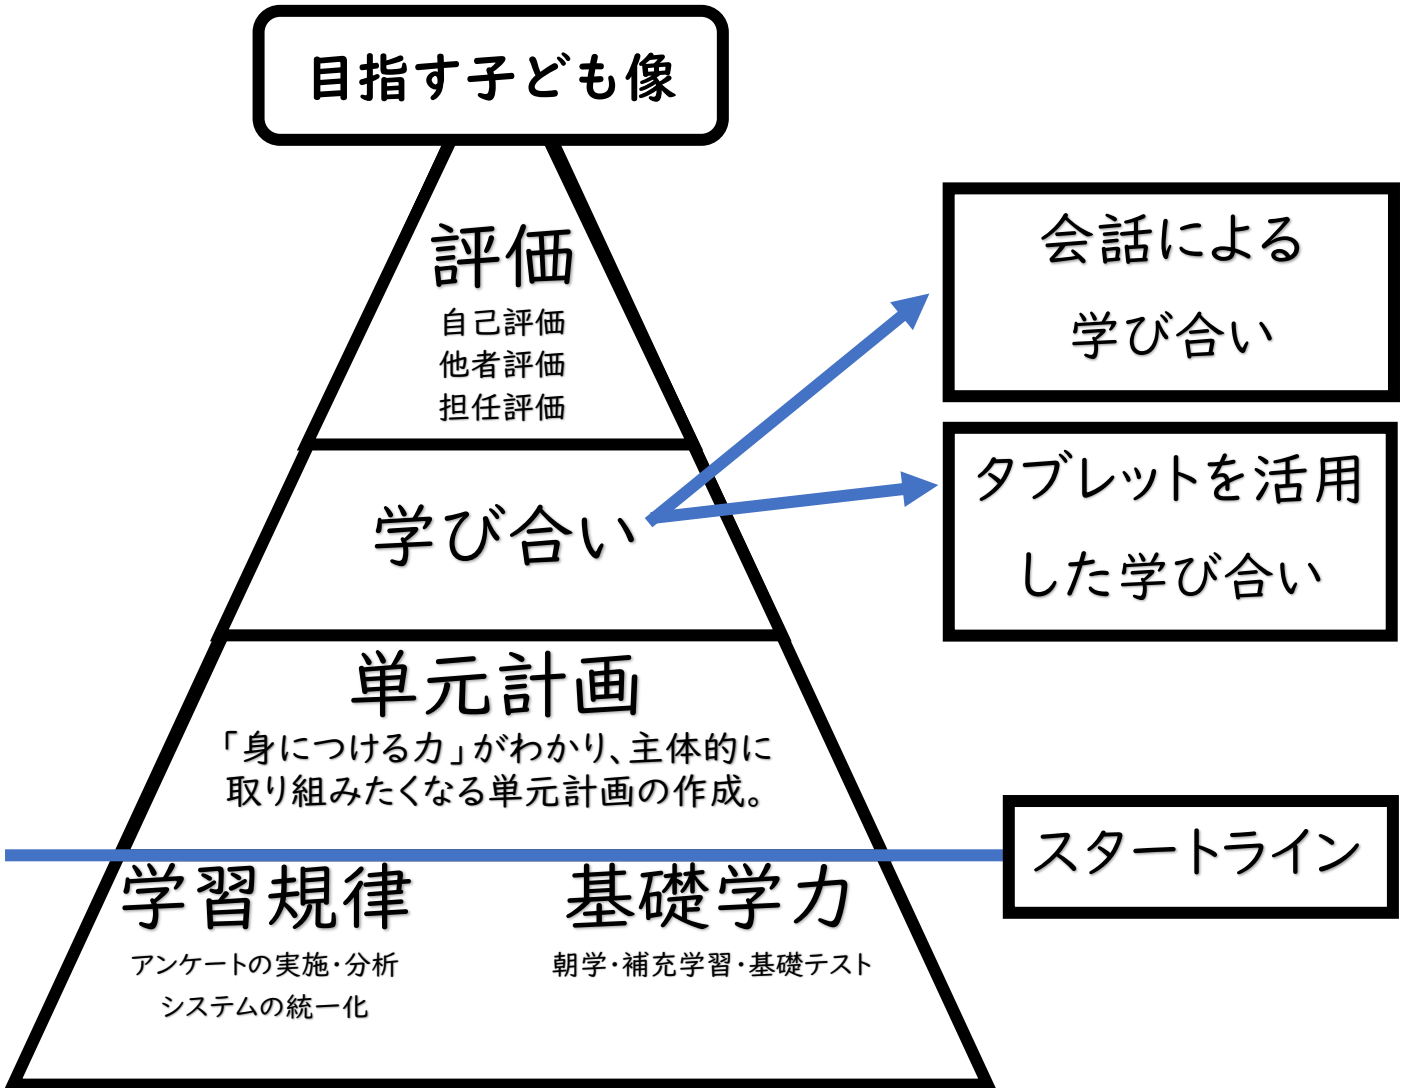 目指す子ども像
評価
自己評価
他者評価
担任評価
学び合い
会話による
学び合い
タブレットを活用
した学び合い
単元計画
「身につける力」がわかり、主体的に
取り組みたくなる単元計画の作成。
スタートライン
学習規律
アンケートの実施・分析
システムの統一化
基礎学力
朝学・補充学習・基礎テスト